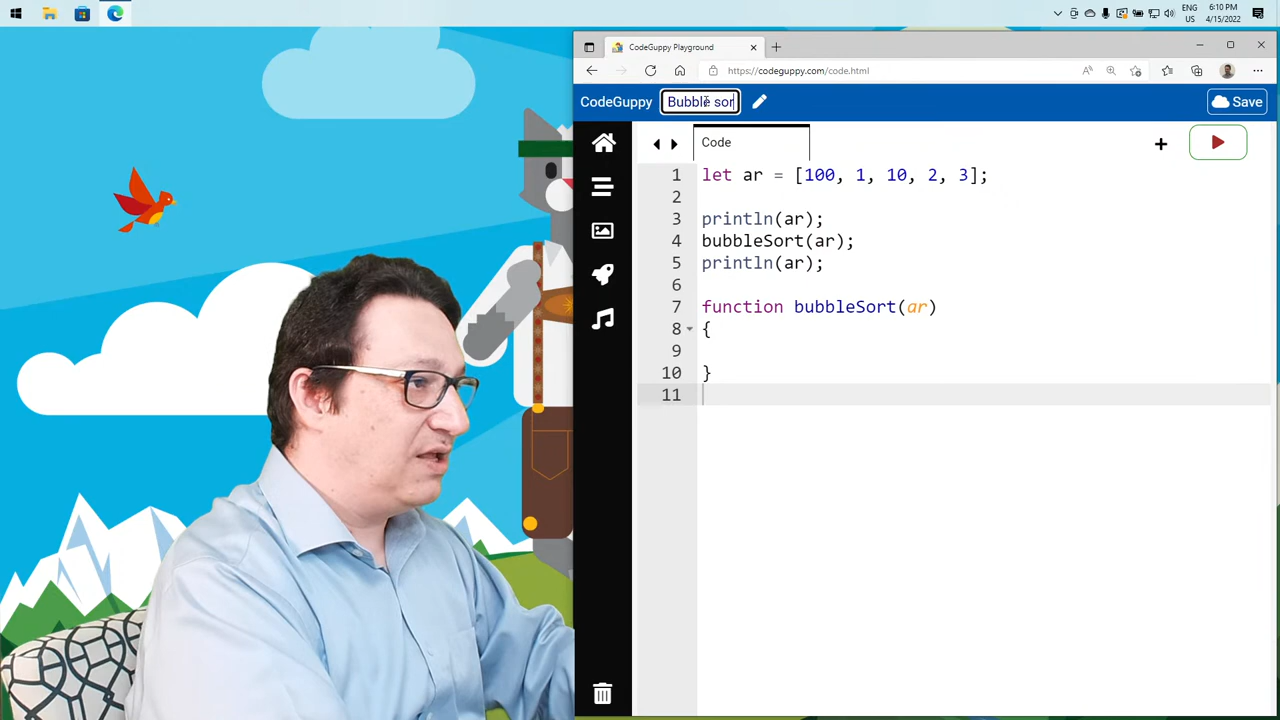 ENG
US
6:10 PM
4/15/2022
CodeGuppy Playground
https://codeguppy.com/code.html
CodeGuppy
Bubble sor
Save
Code
1 let ar = [100, 1, 10, 2, 3];
2
3 println(ar);
4 bubbleSort(ar);
5 println(ar);
6
7 function bubbleSort(ar)
8 {
9
10 }
11